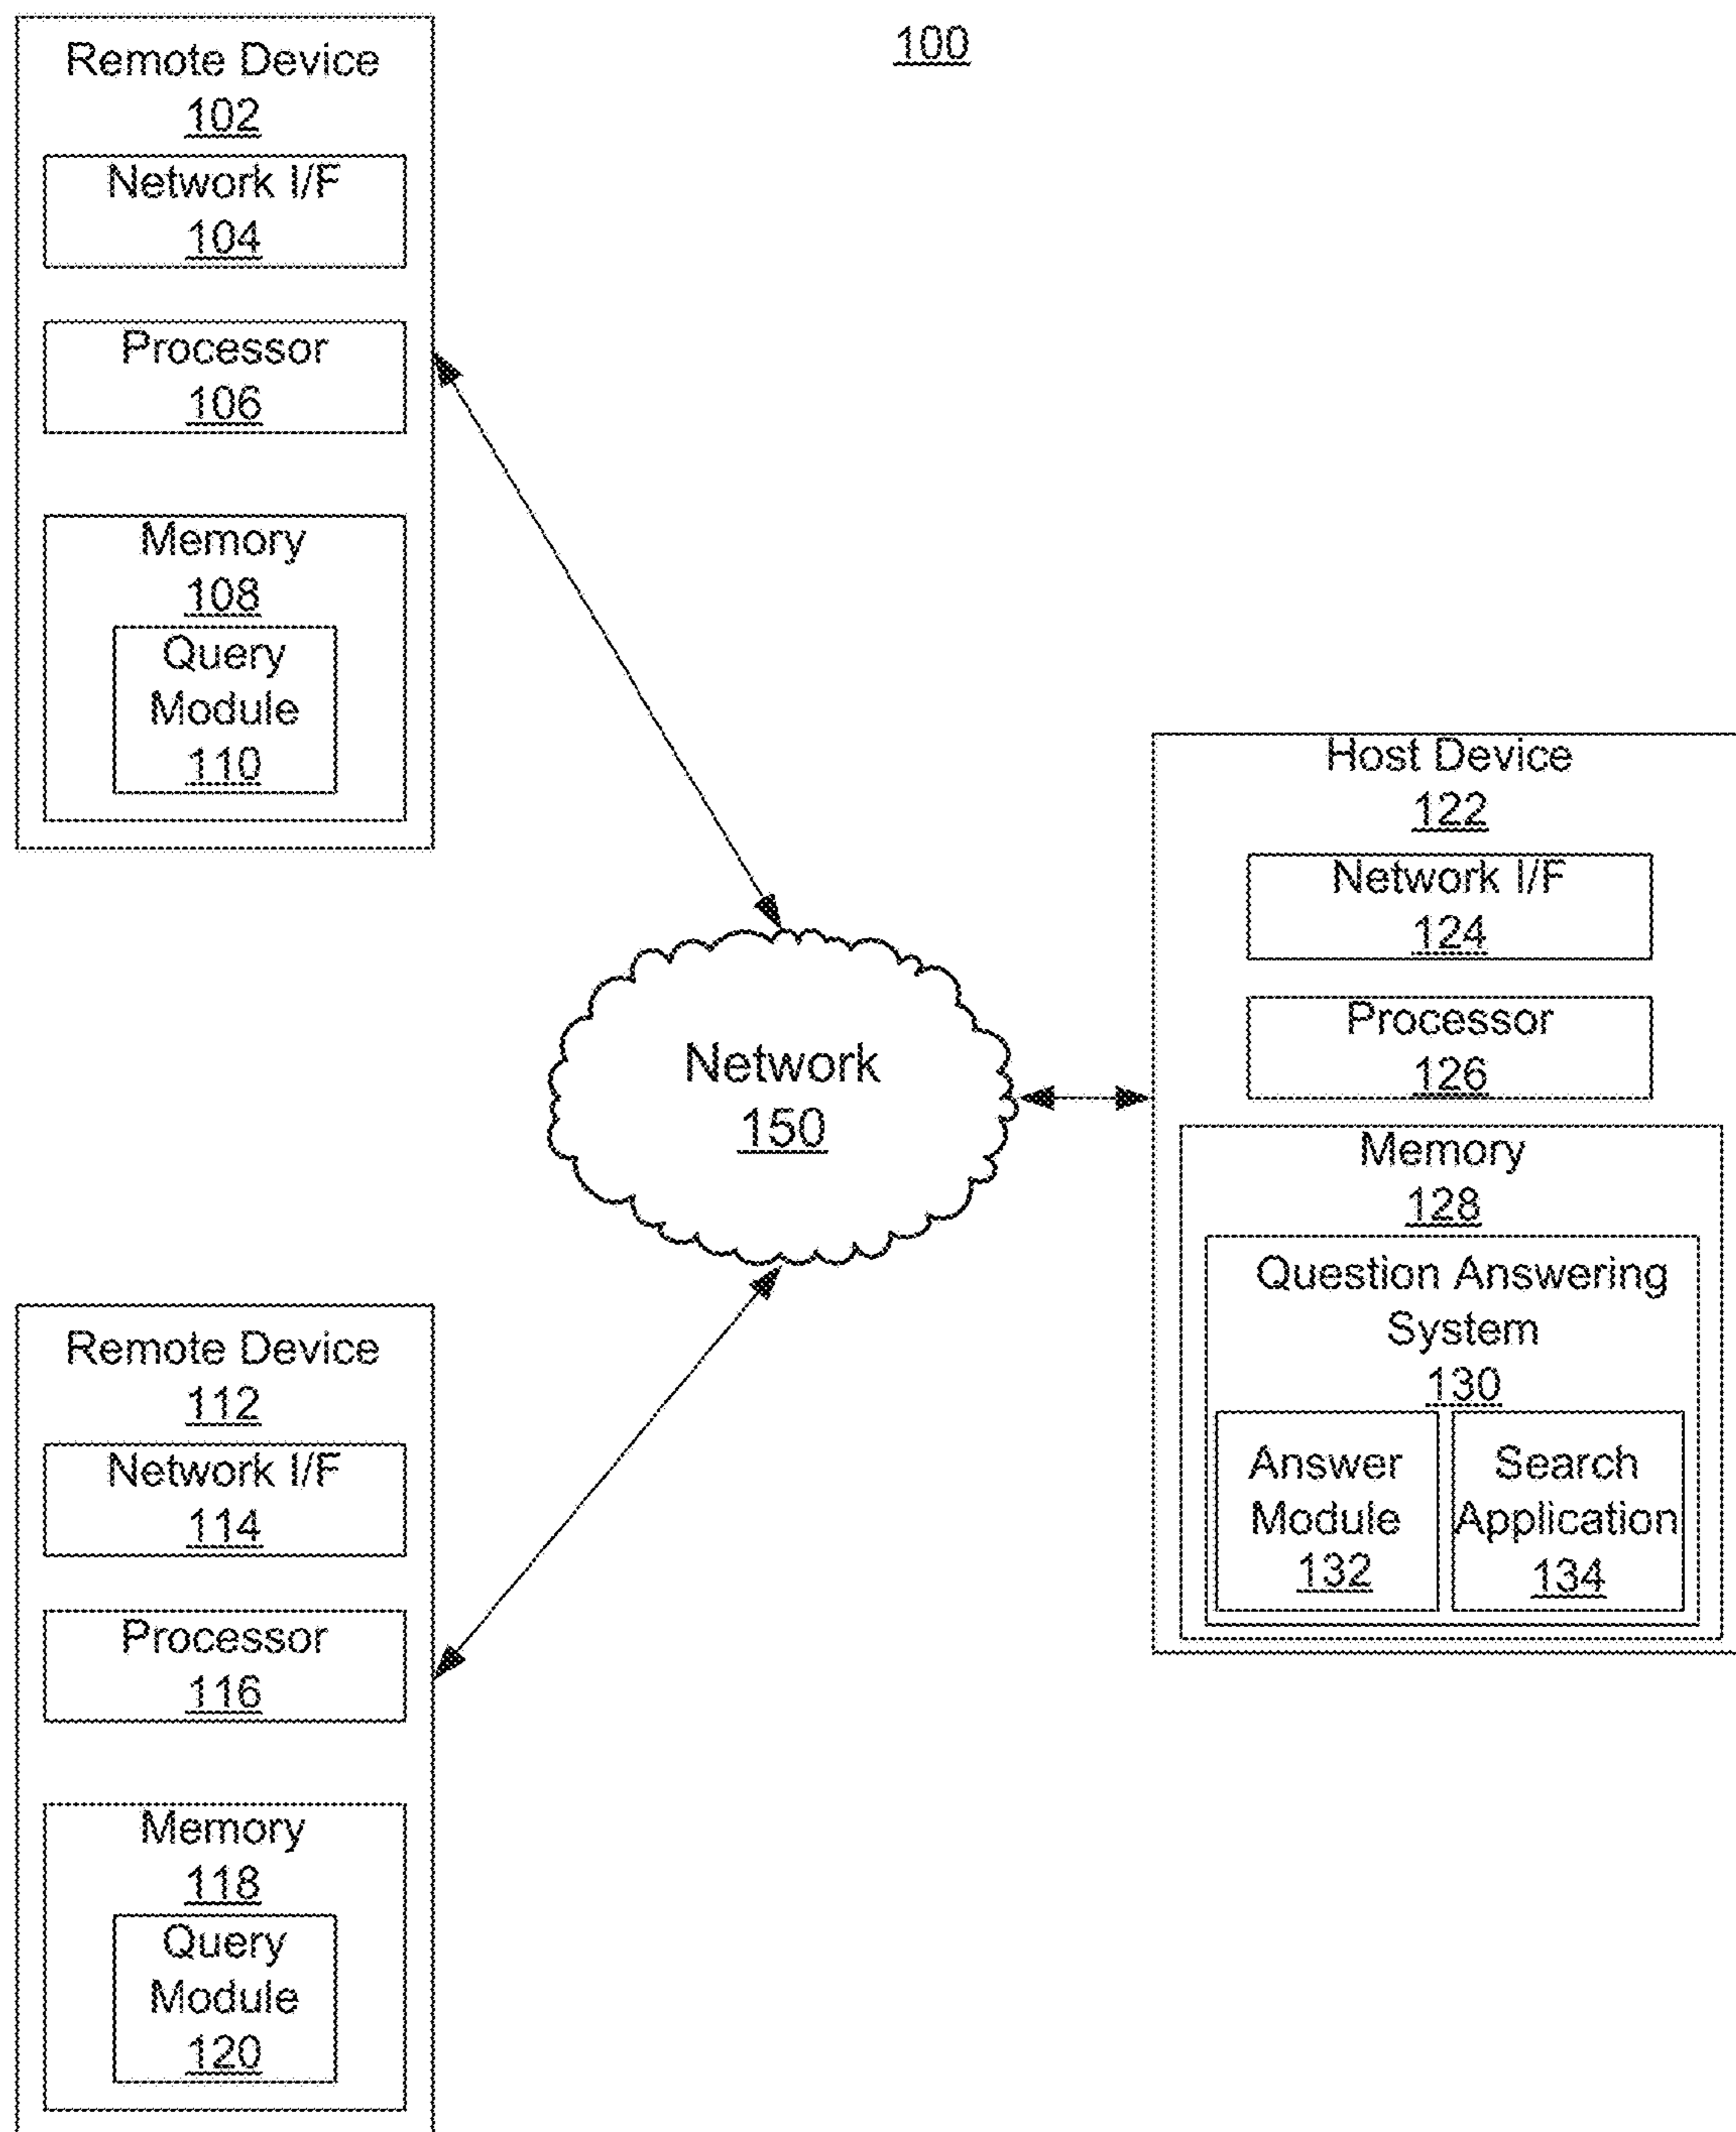 100
Remote Device
102
Network I/F
104
Processor
106
Memory
108
Query
Module
110
Network
150
Host Device
122
Network I/F
124
Processor
126
Memory
128
Question Answering
System
130
Answer
Module
132
Search
Application
134
Remote Device
112
Network I/F
114
Processor
116
Memory
118
Query
Module
120